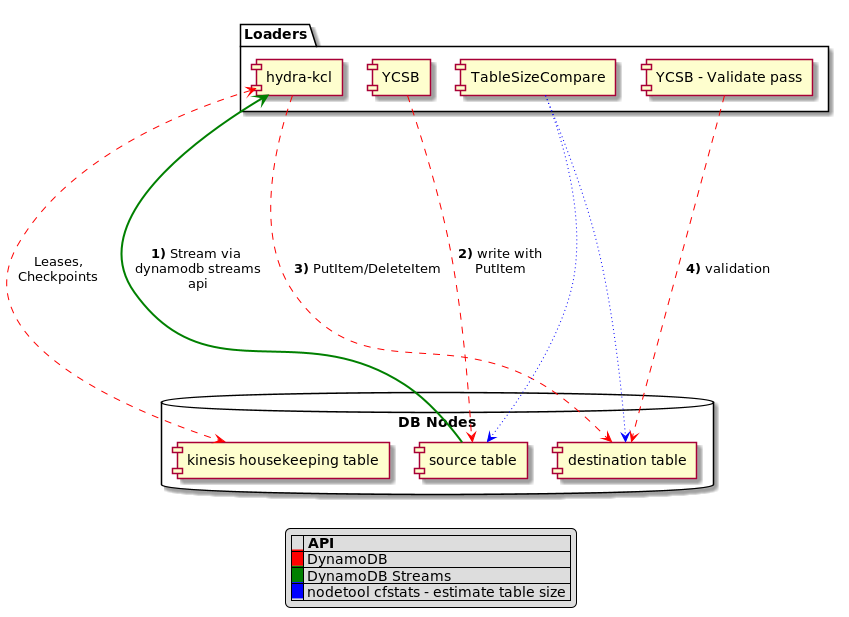 Loaders
hydra-kcl
YCSB
TableSizeCompare
YCSB - Validate pass
Leases,
Checkpoints
1) Stream via
dynamodb streams
api
3) PutItem/DeleteItem
2) write with
PutItem
4) validation
DB Nodes
kinesis housekeeping table
source table
destination table
API
DynamoDB
DynamoDB Streams
nodetool cfstats - estimate table size